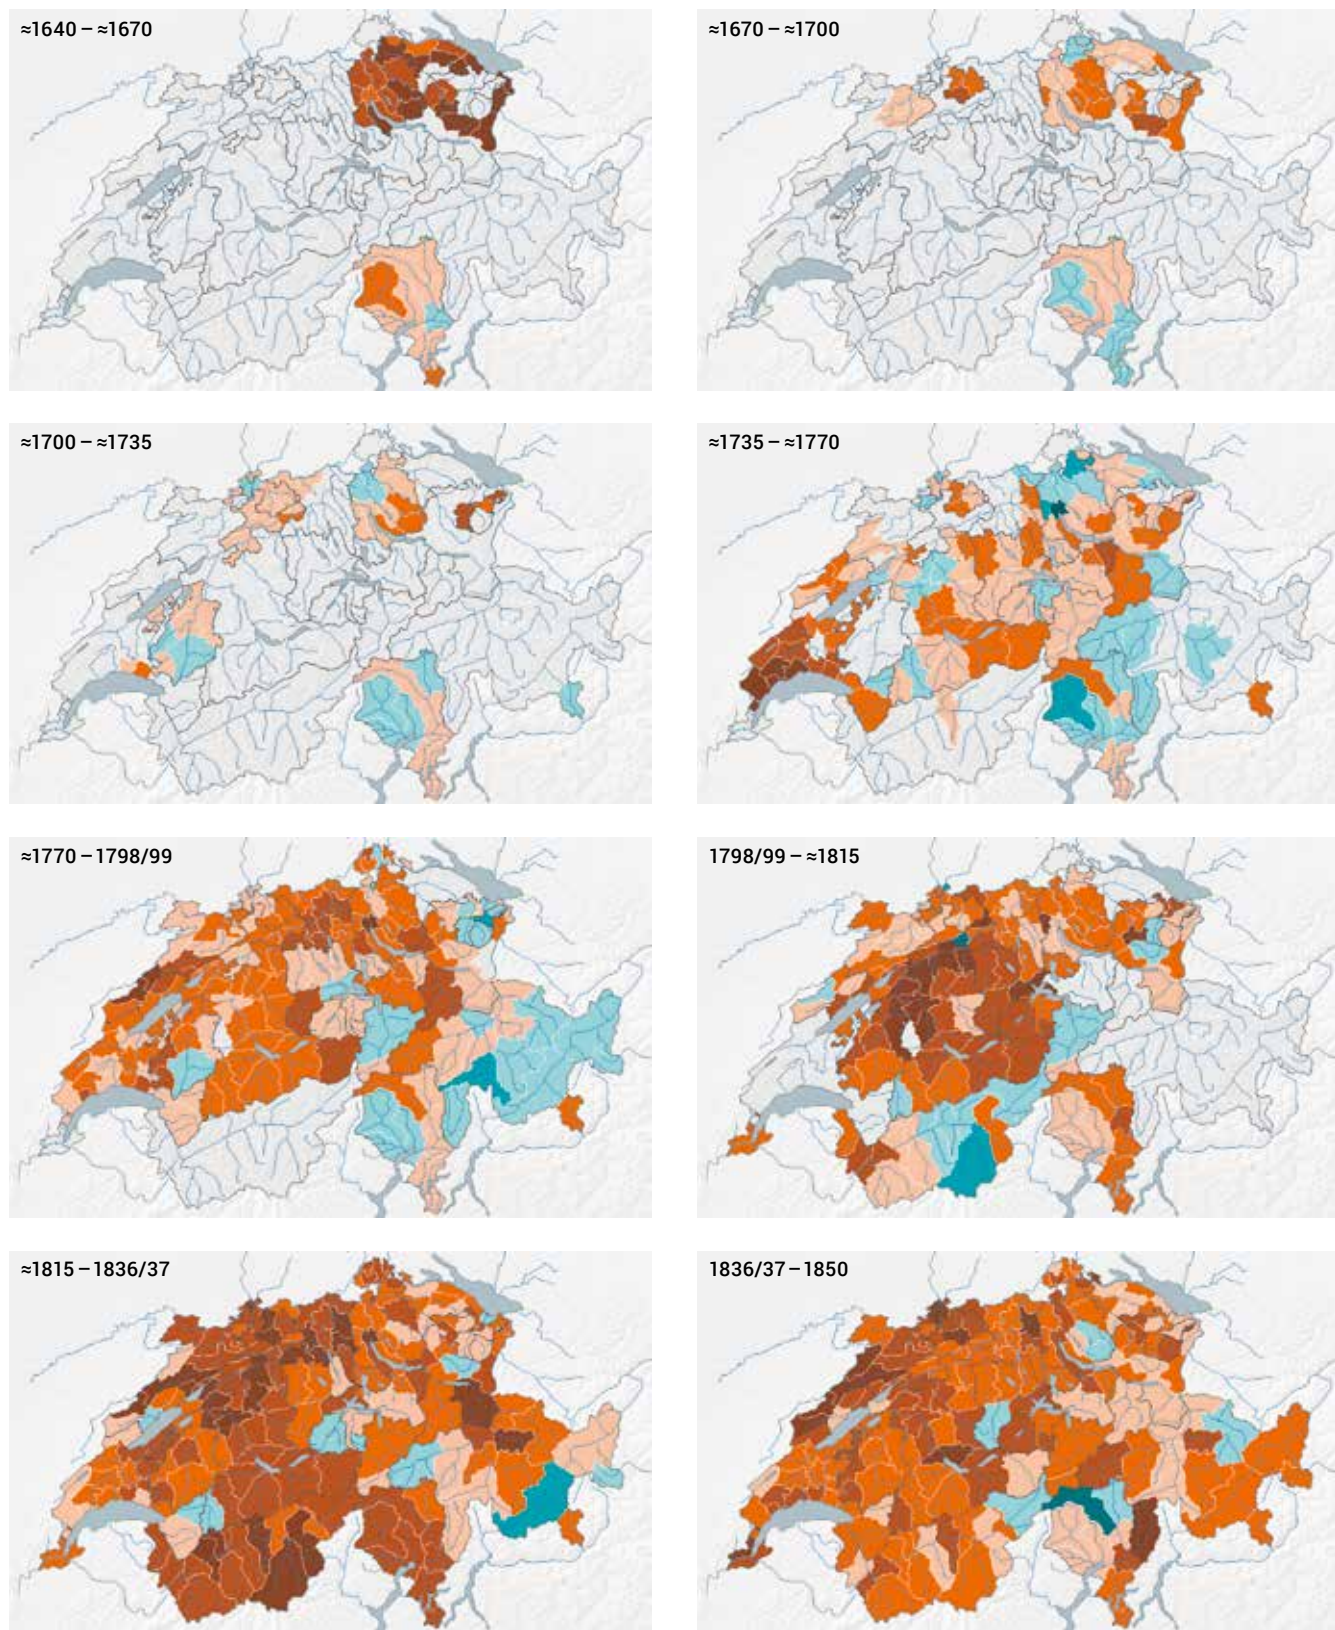 ≈1640 – ≈1670
≈1670 – ≈1700
≈1700 – ≈1735
≈1735 – ≈1770
≈1770 – 1798/99
1798/99 – ≈1815
≈1815 – 1836/37
1836/37 – 1850